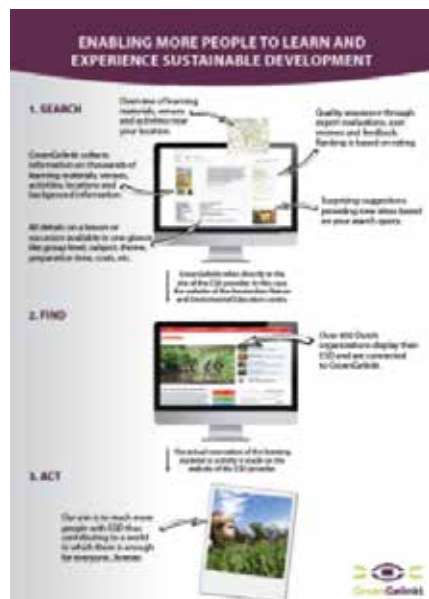 ENABLING MORE PEOPLE TO LEARN AND
EXPERIENCE SUSTAINABLE DEVELOPMENT
1. SEARCH
Overview of learning
materials, venues
and activities near
your location.
Quality assurance through
expert evaluations, user
reviews and feedback.
Ranking is based on rating.
GreenGelinkt collects
information on thousands of
learning materials, venues,
activities, locations and
background information.
Surprising suggestions
providing new ideas based
on your search query.
All details on a lesson or
excursion available in one glance
like group level, subject, theme,
preparation time, costs, etc.
GreenGelinkt refers directly to the
site of the ESD provider. In this case
the website of the Amsterdam Nature
and Environmental Education centre.
2. FIND
Over 400 Dutch
organizations display their
ESD and are connected
to GreenGelinkt.
The actual reservation of the learning
material or activity is made on the
website of the ESD provider.
3. ACT
Our aim is to reach more
people with ESD thus
contributing to a world
in which there is enough
for everyone, forever.
GreenGelinkt